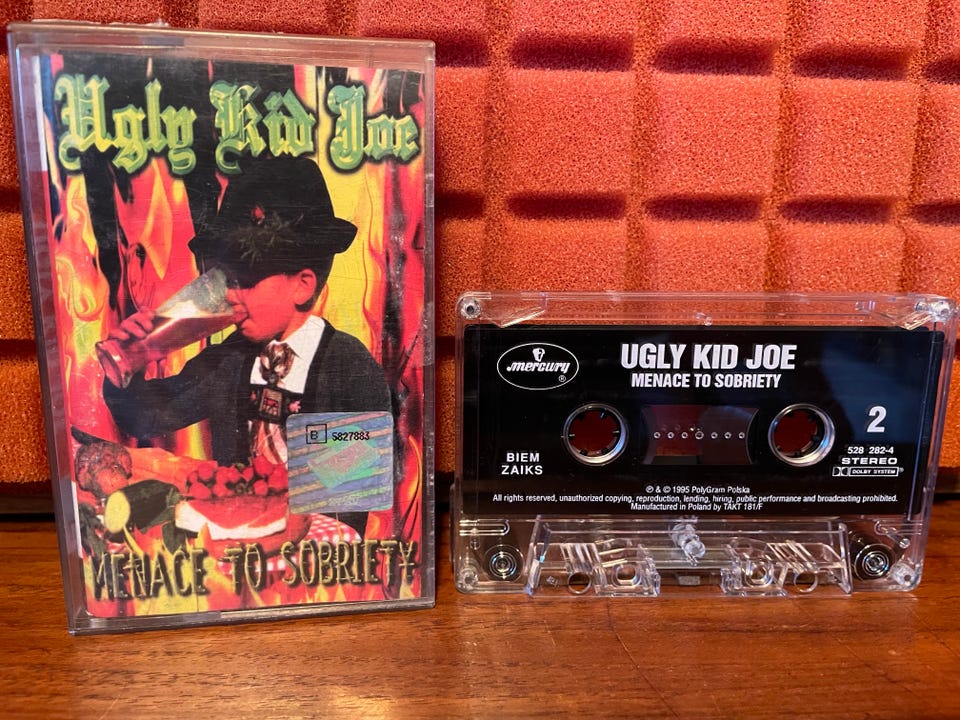 Ugly Kid Joe
B 5827883
MENACE TO SOBRIETY
mercury ®
UGLY KID JOE
MENACE TO SOBRIETY
2
BIEM
ZAIKS
528 282-4
STEREO
DOLBY SYSTEM®
℗ & © 1995 PolyGram Polska
All rights reserved, unauthorized copying, reproduction, lending, hiring, public performance and broadcasting prohibited.
Manufactured in Poland by TAKT 181/F